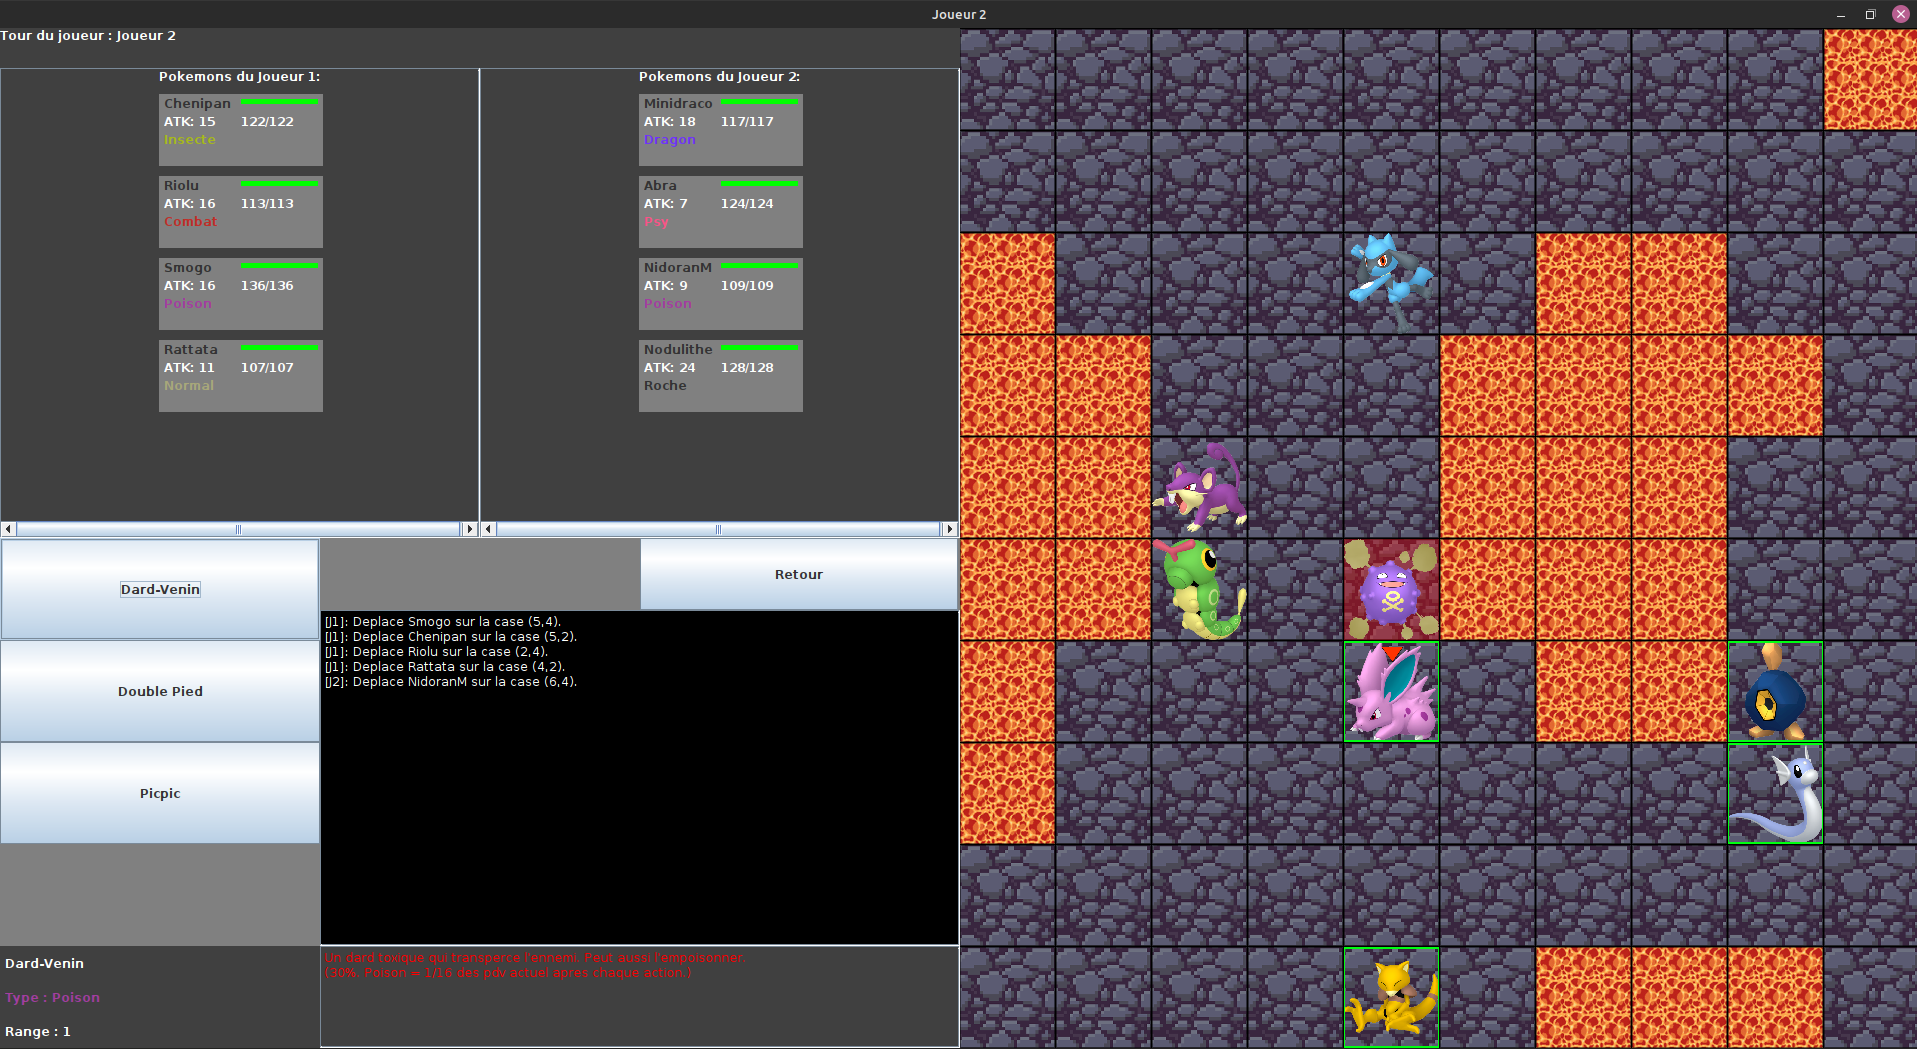 Joueur 2
Tour du joueur : Joueur 2
Pokemons du Joueur 1:
Chenipan
ATK: 15 122/122
Insecte
Riolu
ATK: 16 113/113
Combat
Smogo
ATK: 16 136/136
Poison
Rattata
ATK: 11 107/107
Normal
Pokemons du Joueur 2:
Minidraco
ATK: 18 117/117
Dragon
Abra
ATK: 7 124/124
Psy
NidoranM
ATK: 9 109/109
Poison
Nodulithe
ATK: 24 128/128
Roche
Dard-Venin
Double Pied
Picpic
Retour
[J1]: Deplace Smogo sur la case (5,4).
[J1]: Deplace Chenipan sur la case (5,2).
[J1]: Deplace Riolu sur la case (2,4).
[J1]: Deplace Rattata sur la case (4,2).
[J2]: Deplace NidoranM sur la case (6,4).
Dard-Venin
Type : Poison
Range : 1
Un dard toxique qui transperce l'ennemi. Peut aussi l'empoisonner.
(30%. Poison = 1/16 des pdv actuel apres chaque action.)